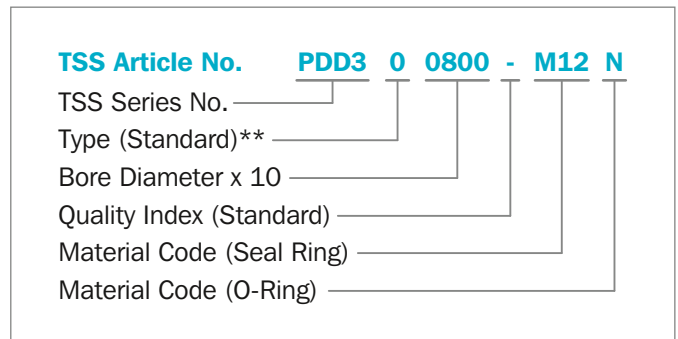 TSS Article No. PDD3 0 0800 - M12 N
TSS Series No.
Type (Standard)**
Bore Diameter x 10
Quality Index (Standard)
Material Code (Seal Ring)
Material Code (O-Ring)